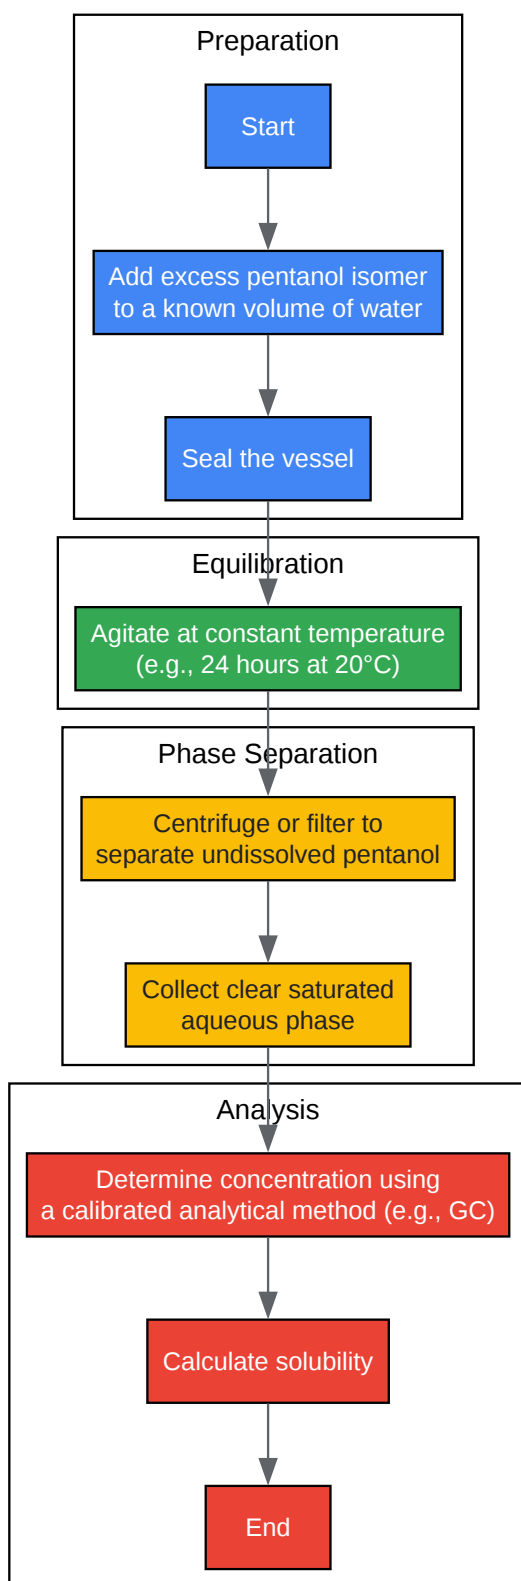 Preparation
Start
Add excess pentanol isomer
to a known volume of water
Seal the vessel
Equilibration
Agitate at constant temperature
(e.g., 24 hours at 20°C)
Phase Separation
Centrifuge or filter to
separate undissolved pentanol
Collect clear saturated
aqueous phase
Analysis
Determine concentration using
a calibrated analytical method (e.g., GC)
Calculate solubility
End